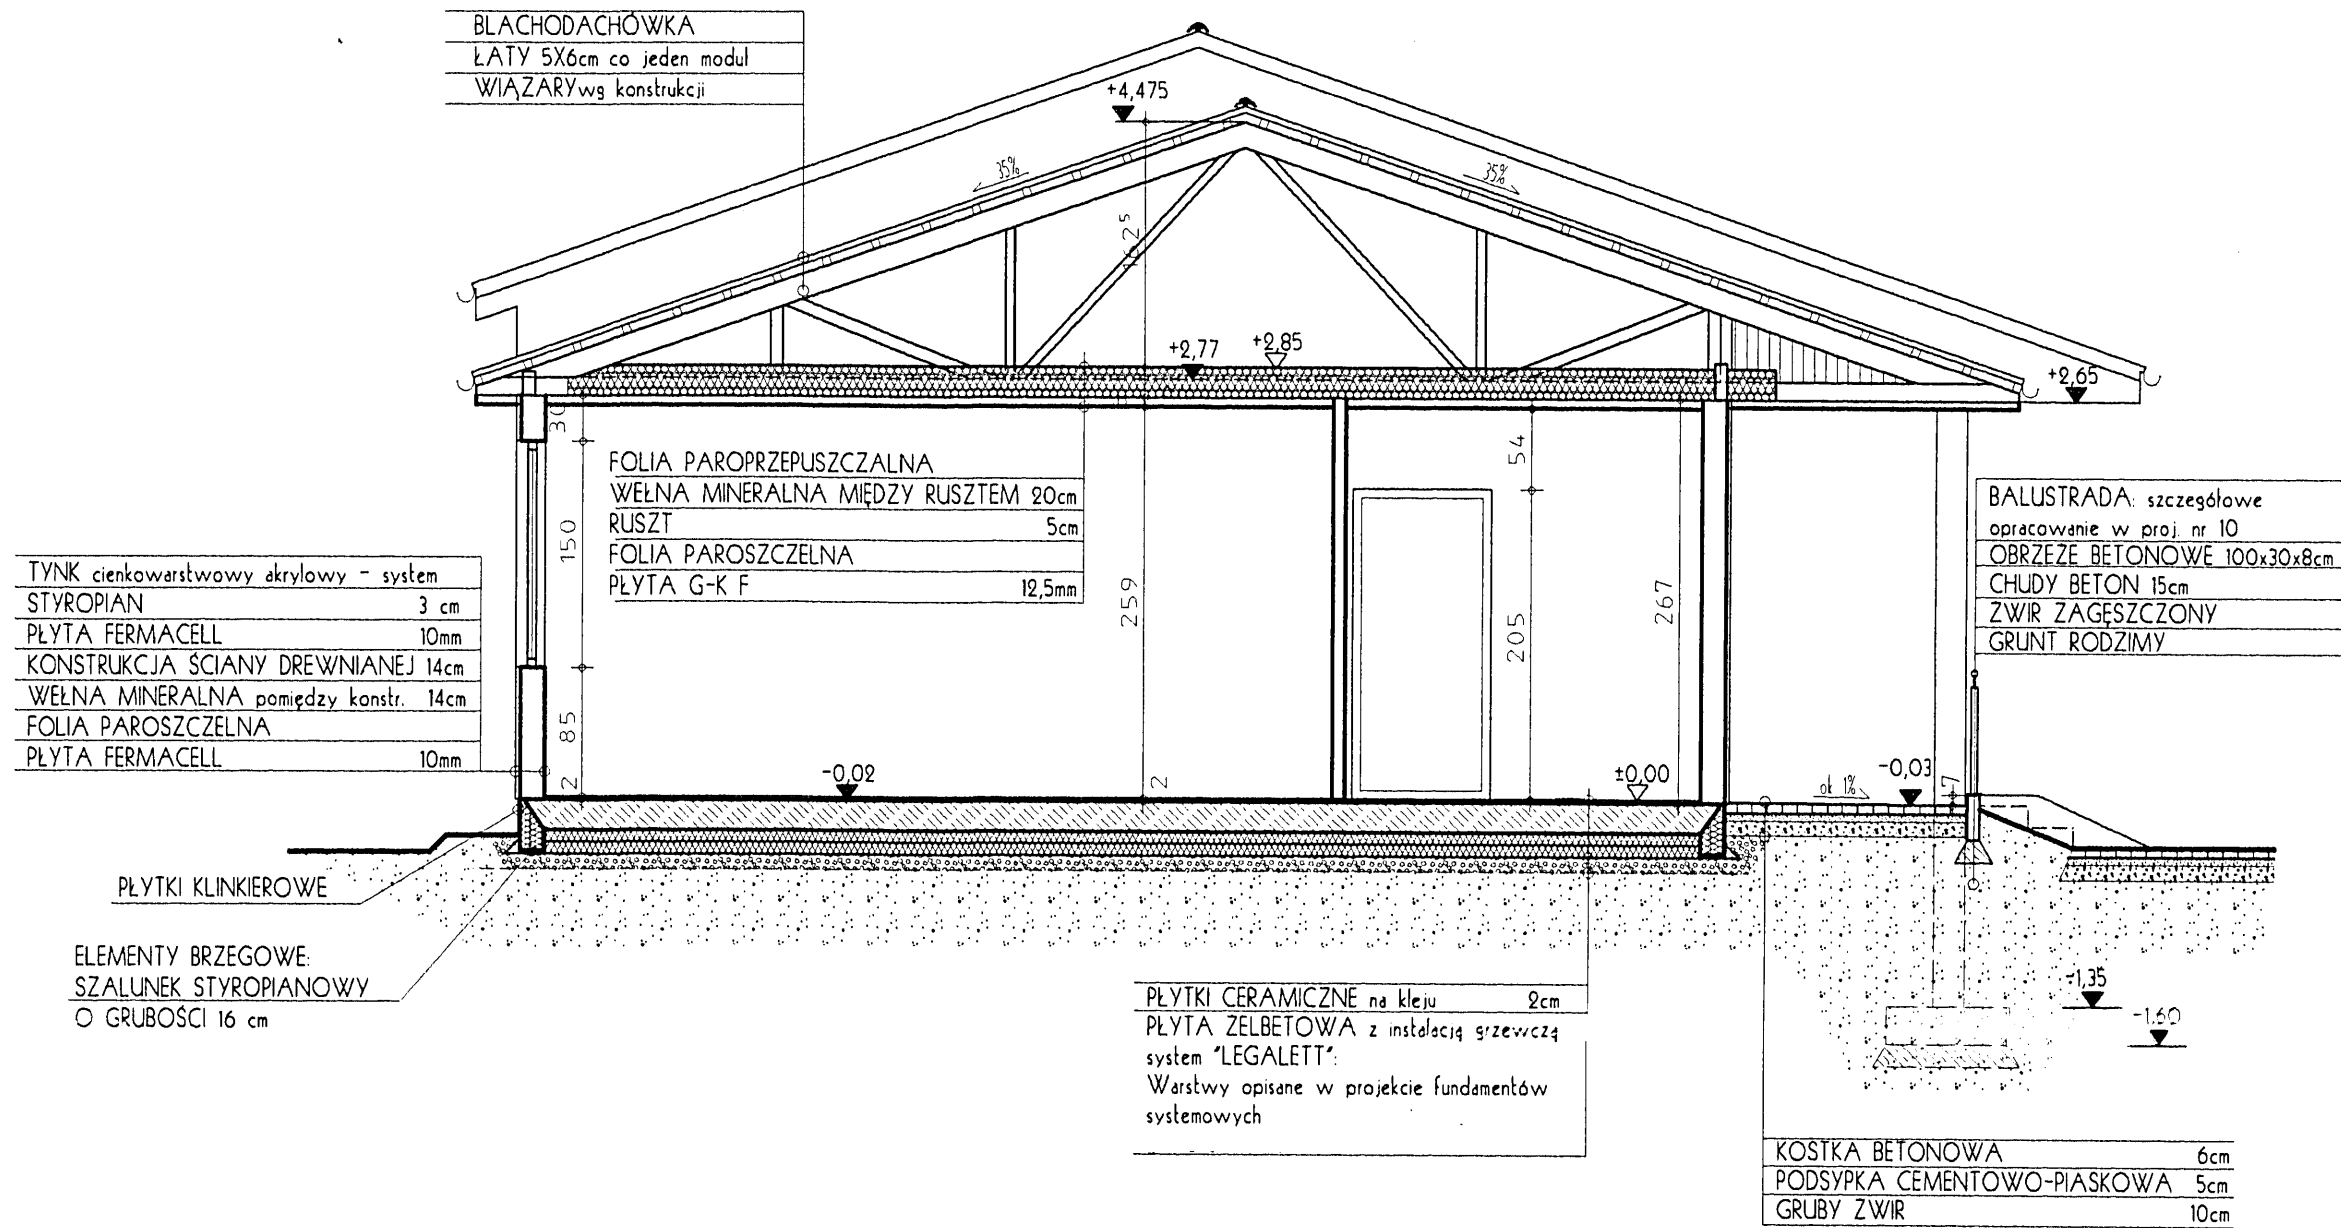 BLACHODACHÓWKA
ŁATY 5X6cm co jeden moduł
WIĄZARY wg konstrukcji
+4,475
35%
35%
162⁵
+2,77
+2,85
+2,65
30
54
FOLIA PAROPRZEPUSZCZALNA
WEŁNA MINERALNA MIĘDZY RUSZTEM 20cm
RUSZT 5cm
FOLIA PAROSZCZELNA
PŁYTA G-K F 12,5mm
150
259
205
267
BALUSTRADA: szczegółowe
opracowanie w proj. nr 10
OBRZEŻE BETONOWE 100x30x8cm
CHUDY BETON 15cm
ŻWIR ZAGĘSZCZONY
GRUNT RODZIMY
TYNK cienkowarstwowy akrylowy - system
STYROPIAN 3 cm
PŁYTA FERMACELL 10mm
KONSTRUKCJA ŚCIANY DREWNIANEJ 14cm
WEŁNA MINERALNA pomiędzy konstr. 14cm
FOLIA PAROSZCZELNA
PŁYTA FERMACELL 10mm
85
2
-0,02
2
±0,00
ok 1%
-0,03
7
PŁYTKI KLINKIEROWE
ELEMENTY BRZEGOWE:
SZALUNEK STYROPIANOWY
O GRUBOŚCI 16 cm
PŁYTKI CERAMICZNE na kleju 2cm
PŁYTA ŻELBETOWA z instalacją grzewczą
system "LEGALETT":
Warstwy opisane w projekcie fundamentów
systemowych
-1,35
-1,60
KOSTKA BETONOWA 6cm
PODSYPKA CEMENTOWO-PIASKOWA 5cm
GRUBY ŻWIR 10cm